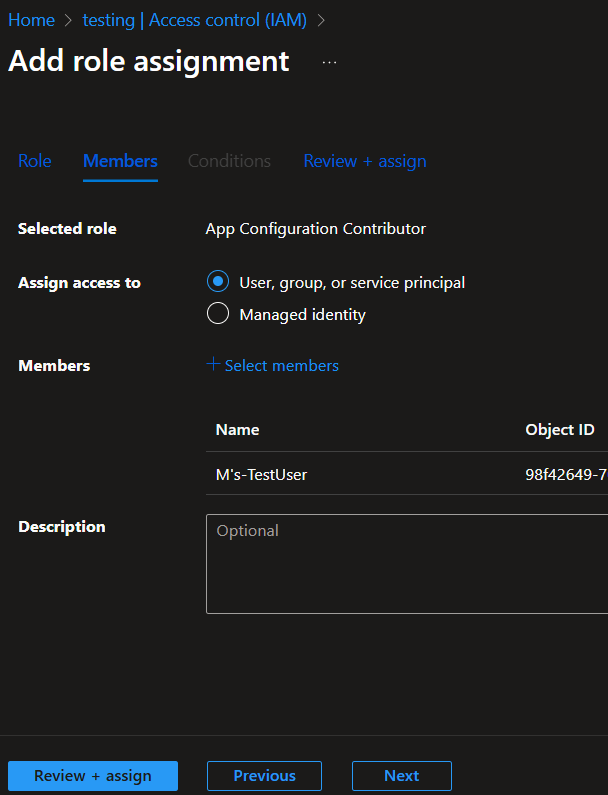 Home > testing | Access control (IAM) >
Add role assignment ...
Role Members Conditions Review + assign
Selected role App Configuration Contributor
Assign access to User, group, or service principal
Managed identity
Members + Select members
Name Object ID
M's-TestUser 98f42649-7
Description Optional
Review + assign Previous Next